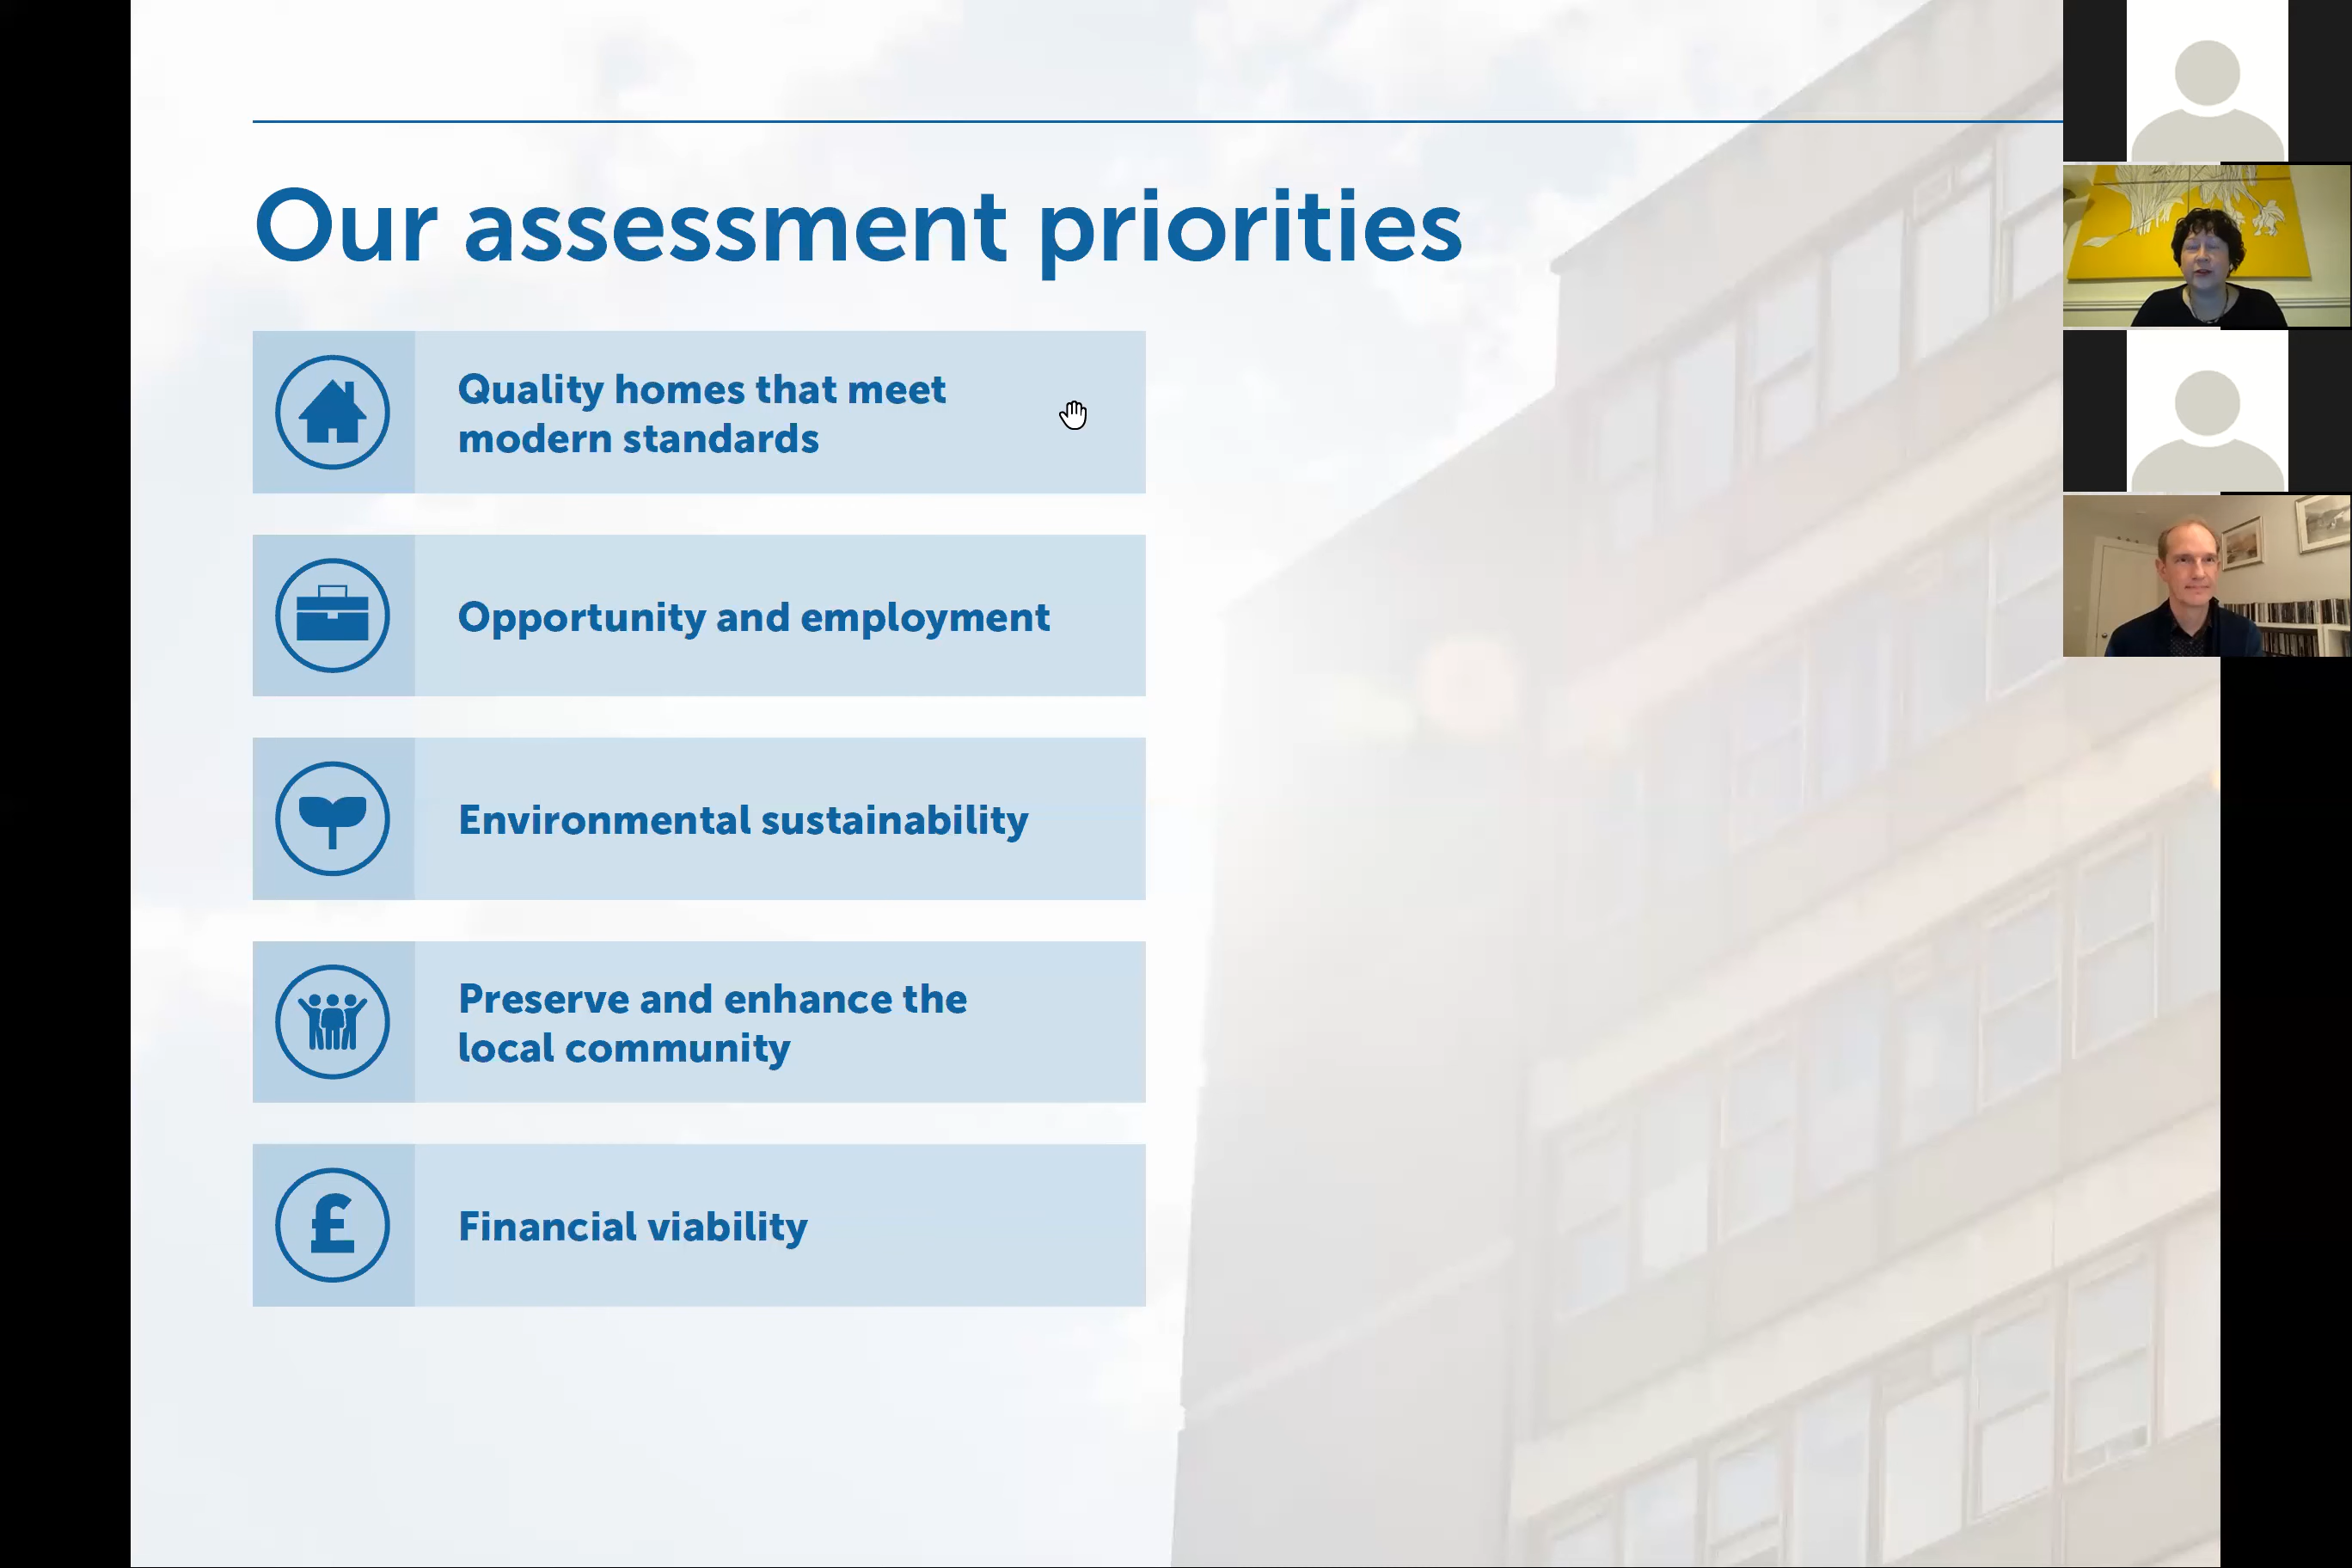 Our assessment priorities
Quality homes that meet
modern standards
Opportunity and employment
Environmental sustainability
Preserve and enhance the
local community
£
Financial viability